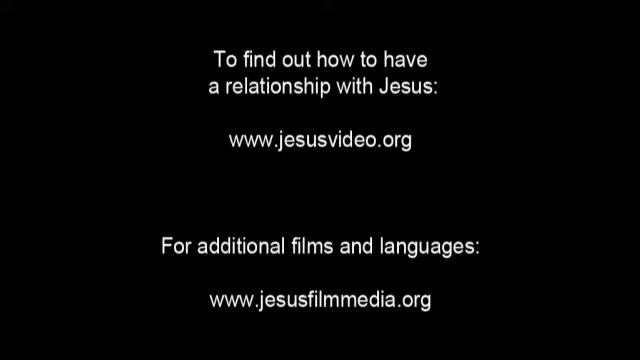 To find out how to have
a relationship with Jesus:
www.jesusvideo.org
For additional films and languages:
www.jesusfilmmedia.org